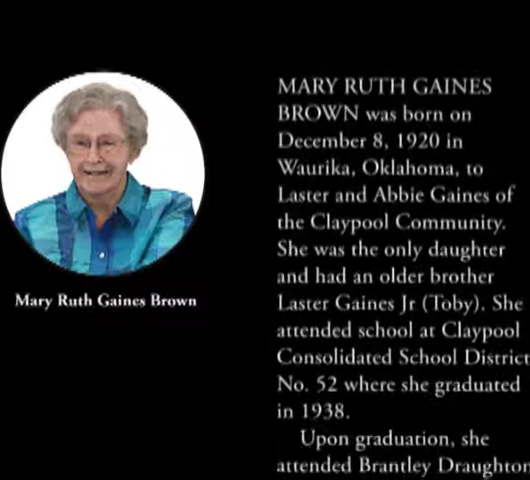 Mary Ruth Gaines Brown
MARY RUTH GAINES
BROWN was born on
December 8, 1920 in
Waurika, Oklahoma, to
Laster and Abbie Gaines of
the Claypool Community.
She was the only daughter
and had an older brother
Laster Gaines Jr (Toby). She
attended school at Claypool
Consolidated School District
No. 52 where she graduated
in 1938.
Upon graduation, she
attended Brantley Draughton